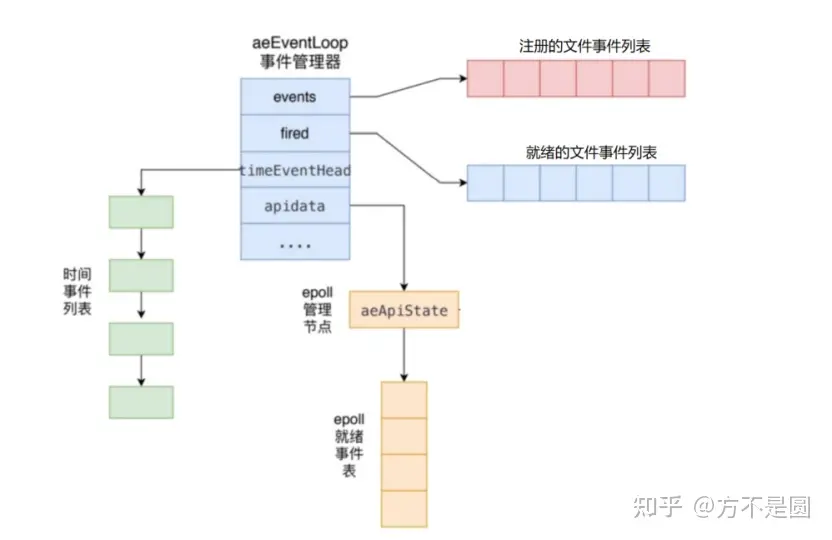 aeEventLoop
事件管理器
events
fired
timeEventHead
apidata
....
注册的文件事件列表
就绪的文件事件列表
时间
事件
列表
epoll
管理
节点
aeApiState
epoll
就绪
事件
表
知乎 @方不是圆